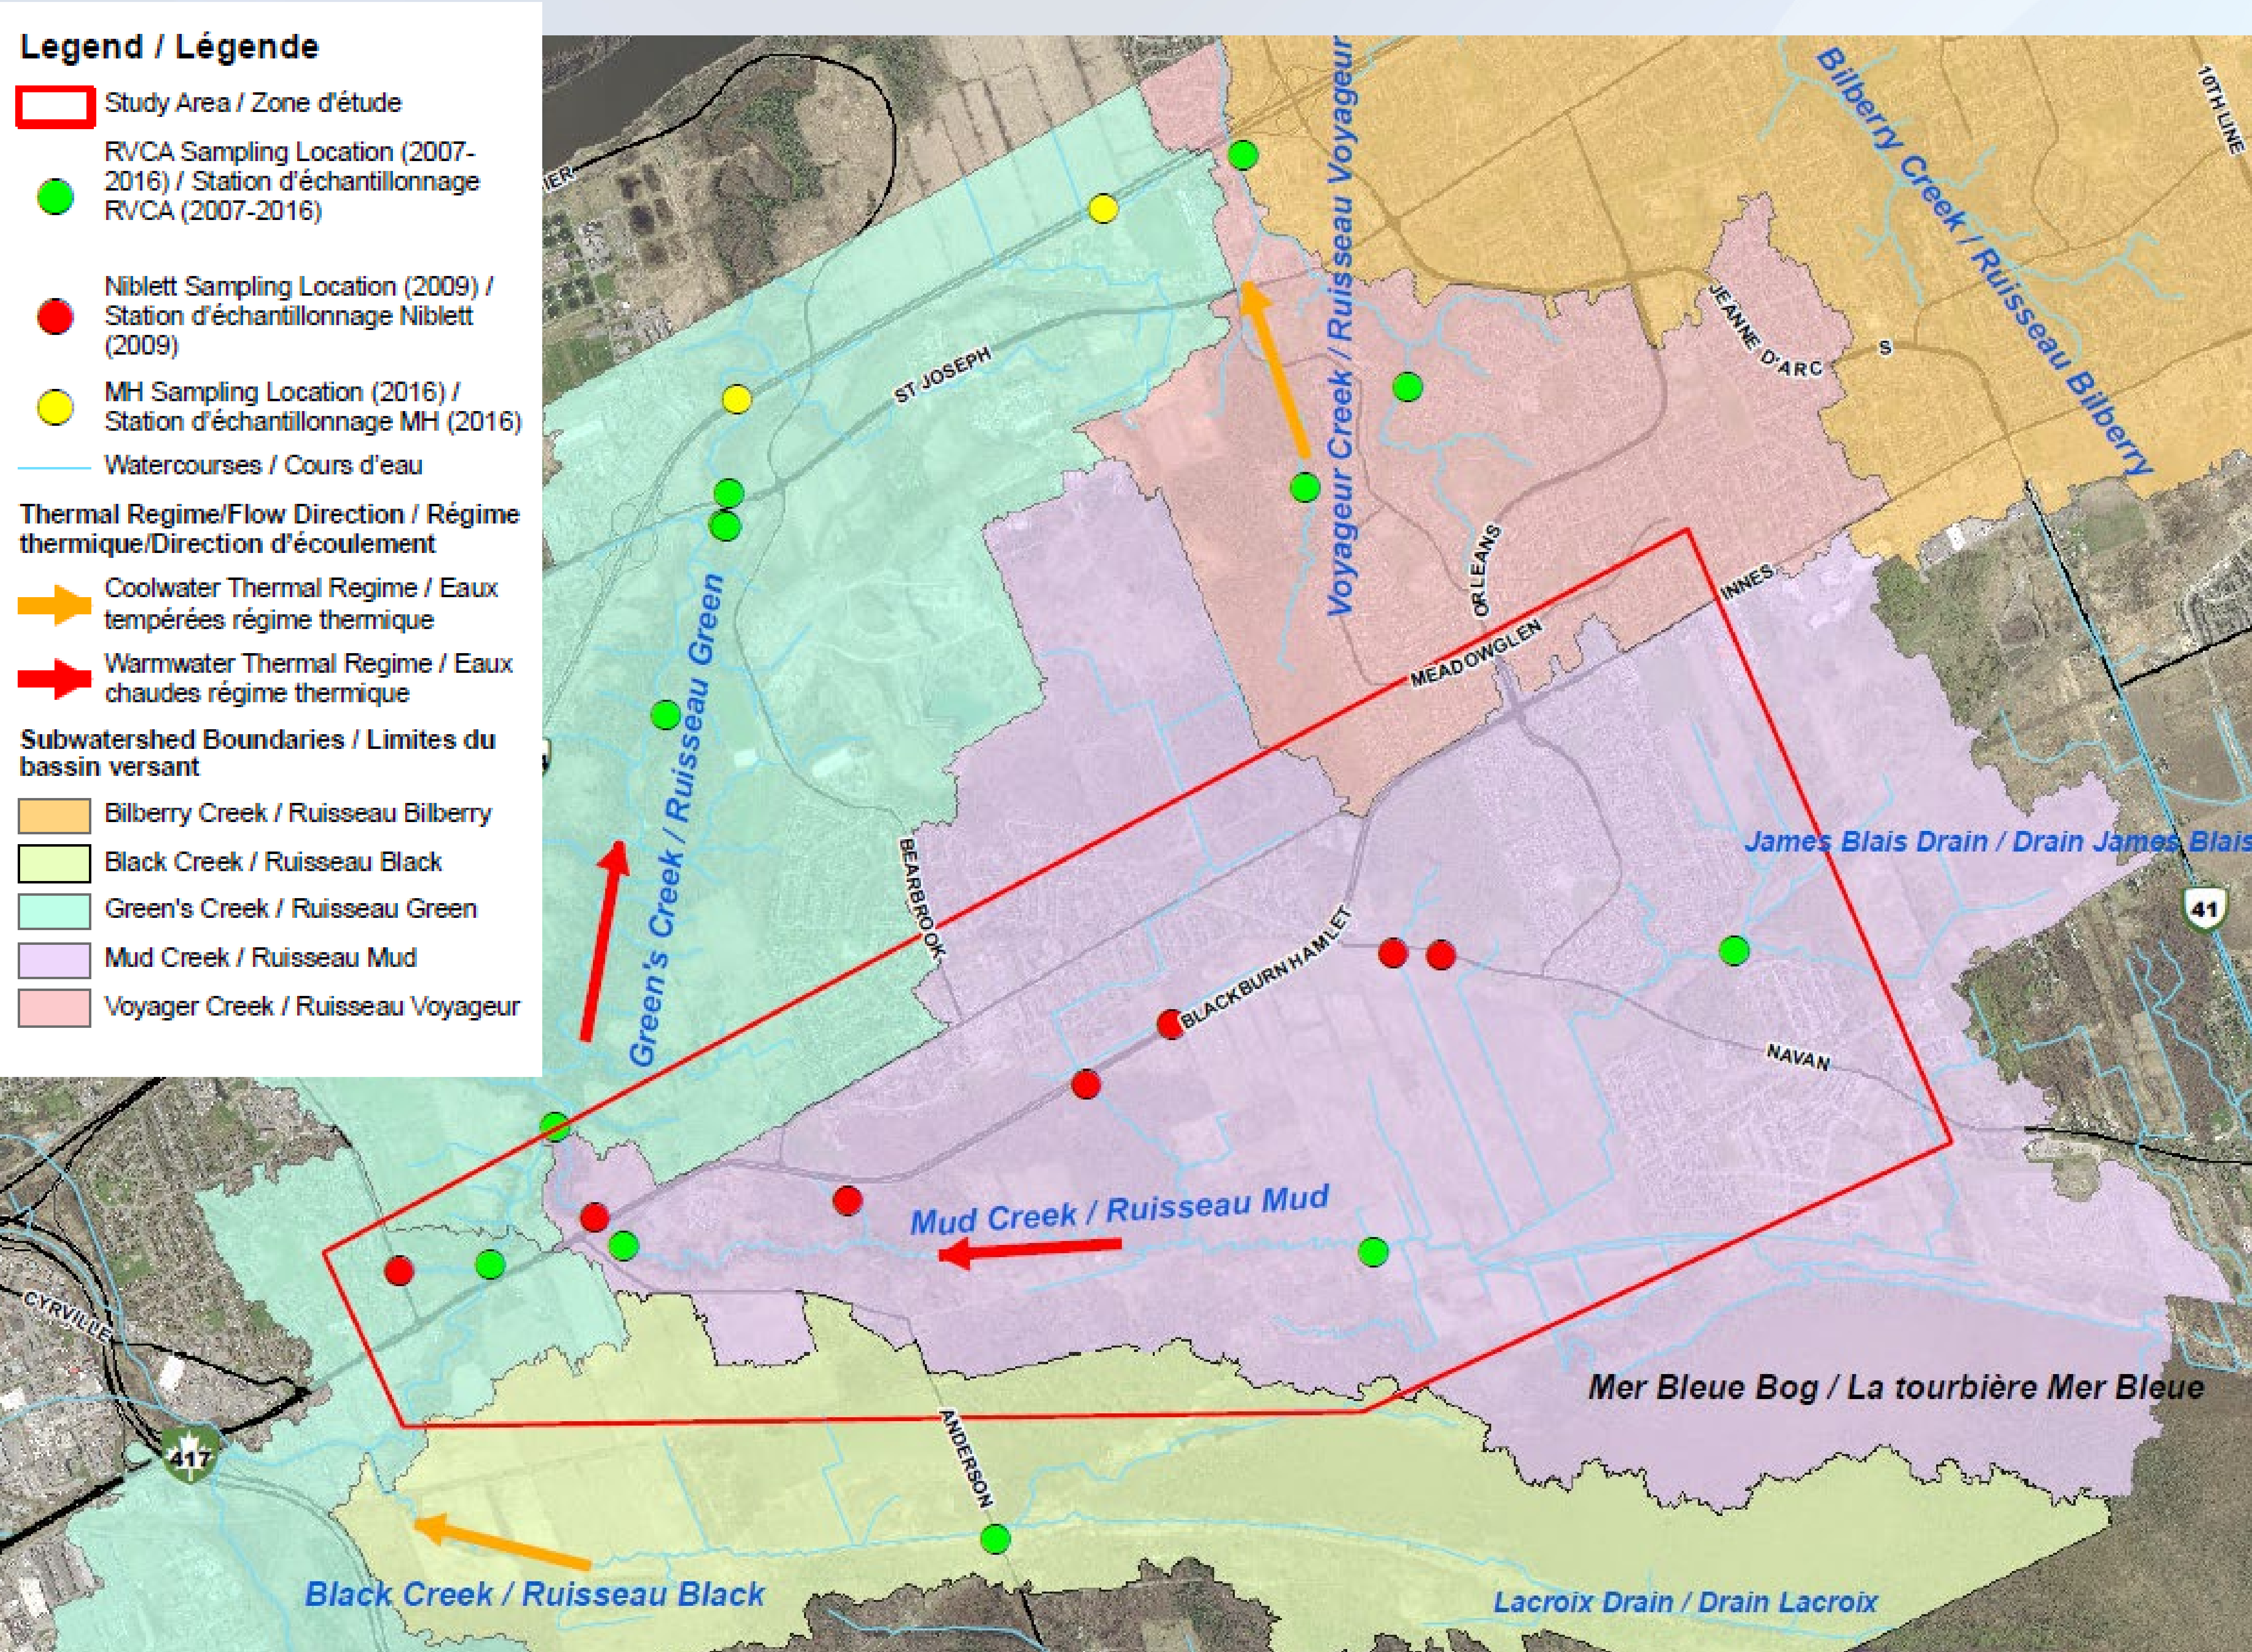 Legend / Légende
Study Area / Zone d'étude
RVCA Sampling Location (2007-
2016) / Station d'échantillonnage
RVCA (2007-2016)
Niblett Sampling Location (2009) /
Station d'échantillonnage Niblett
(2009)
MH Sampling Location (2016) /
Station d'échantillonnage MH (2016)
Watercourses / Cours d'eau
Thermal Regime/Flow Direction / Régime
thermique/Direction d'écoulement
Coolwater Thermal Regime / Eaux
tempérées régime thermique
Warmwater Thermal Regime / Eaux
chaudes régime thermique
Subwatershed Boundaries / Limites du
bassin versant
Bilberry Creek / Ruisseau Bilberry
Black Creek / Ruisseau Black
Green's Creek / Ruisseau Green
Mud Creek / Ruisseau Mud
Voyager Creek / Ruisseau Voyageur
IER
Voyageur Creek / Ruisseau Voyageur
Bilberry Creek / Ruisseau Bilberry
10TH LINE
ST JOSEPH
JEANNE D'ARC
S
ORLEANS
INNES
MEADOWGLEN
Green's Creek / Ruisseau Green
BEARBROOK
James Blais Drain / Drain James Blais
41
BLACKBURN HAMLET
NAVAN
Mud Creek / Ruisseau Mud
CYRVILLE
Mer Bleue Bog / La tourbière Mer Bleue
417
ANDERSON
Black Creek / Ruisseau Black
Lacroix Drain / Drain Lacroix